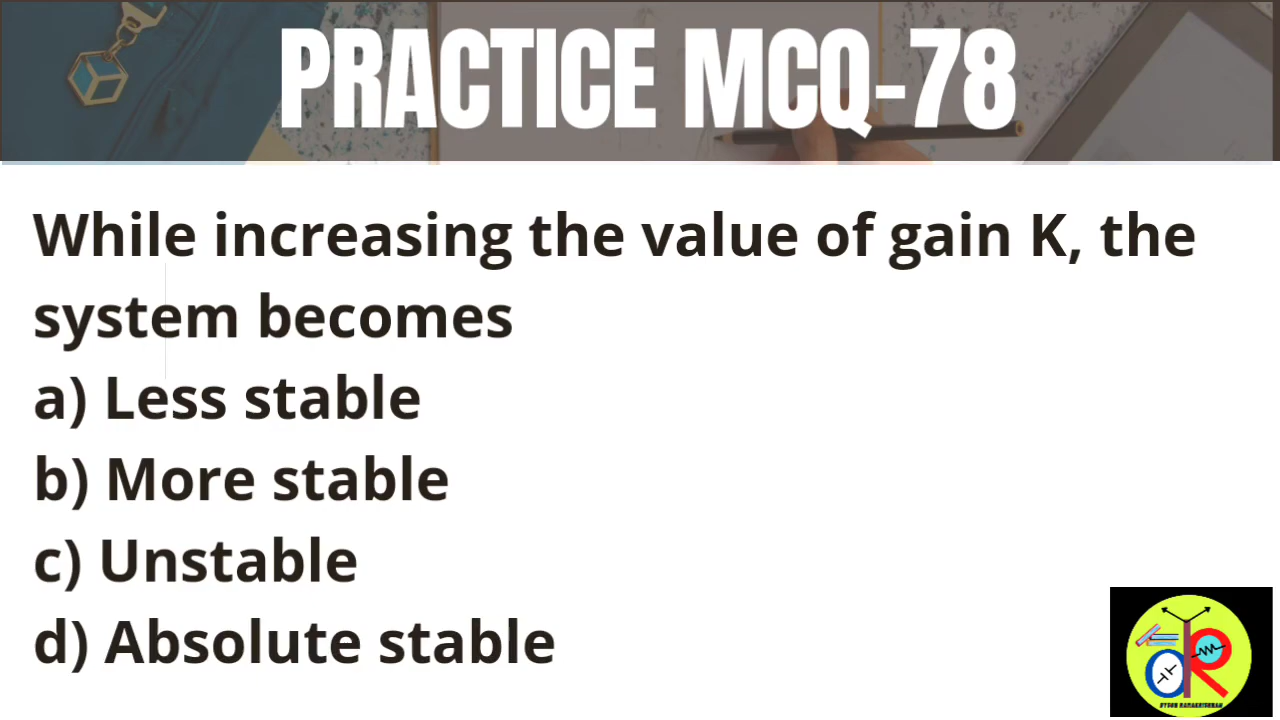 PRACTICE MCQ-78
While increasing the value of gain K, the
system becomes
a) Less stable
b) More stable
c) Unstable
d) Absolute stable